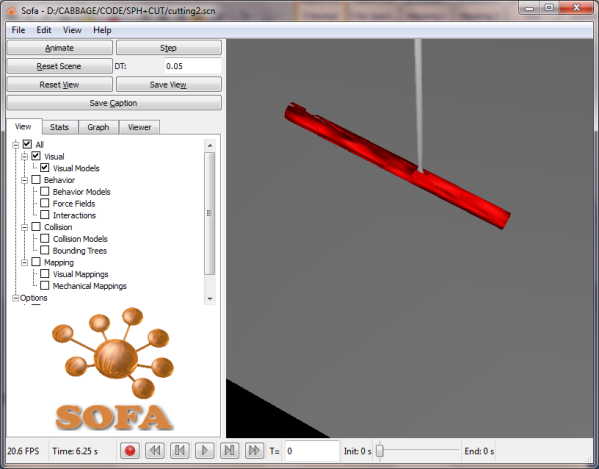 Sofa - D:/CABBAGE/CODE/SPH+CUT/cutting2.scn
File Edit View Help
Animate Step
Reset Scene DT: 0.05
Reset View Save View
Save Caption
View Stats Graph Viewer
All
Visual
Visual Models
Behavior
Behavior Models
Force Fields
Interactions
Collision
Collision Models
Bounding Trees
Mapping
Visual Mappings
Mechanical Mappings
Options
SOFA
20.6 FPS Time: 6.25 s T= 0 Init: 0 s End: 0 s